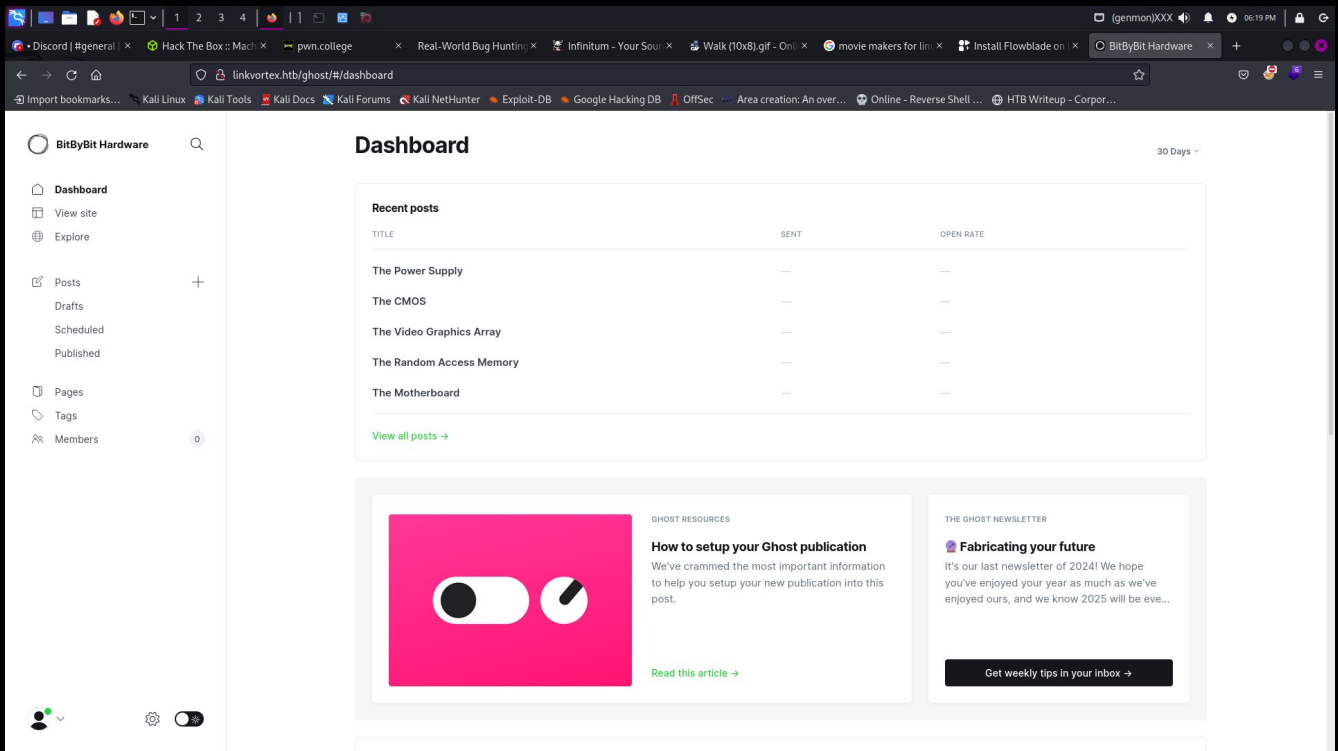 1 2 3 4
(genmon)XXX 06:19 PM
• Discord | #general |
Hack The Box :: Mach
pwn.college
Real-World Bug Hunting
Infinitum - Your Sour
Walk (10x8).gif - Onli
movie makers for linu
Install Flowblade on
BitByBit Hardware
linkvortex.htb/ghost/#/dashboard
Import bookmarks...
Kali Linux
Kali Tools
Kali Docs
Kali Forums
Kali NetHunter
Exploit-DB
Google Hacking DB
OffSec
Area creation: An over...
Online - Reverse Shell ...
HTB Writeup - Corpor...
BitByBit Hardware
Dashboard
View site
Explore
Posts
Drafts
Scheduled
Published
Pages
Tags
Members 0
Dashboard
30 Days
Recent posts
TITLE SENT OPEN RATE
The Power Supply — —
The CMOS — —
The Video Graphics Array — —
The Random Access Memory — —
The Motherboard — —
View all posts →
GHOST RESOURCES
How to setup your Ghost publication
We've crammed the most important information
to help you setup your new publication into this
post.
Read this article →
THE GHOST NEWSLETTER
🔮 Fabricating your future
It's our last newsletter of 2024! We hope
you've enjoyed your year as much as we've
enjoyed ours, and we know 2025 will be eve...
Get weekly tips in your inbox →